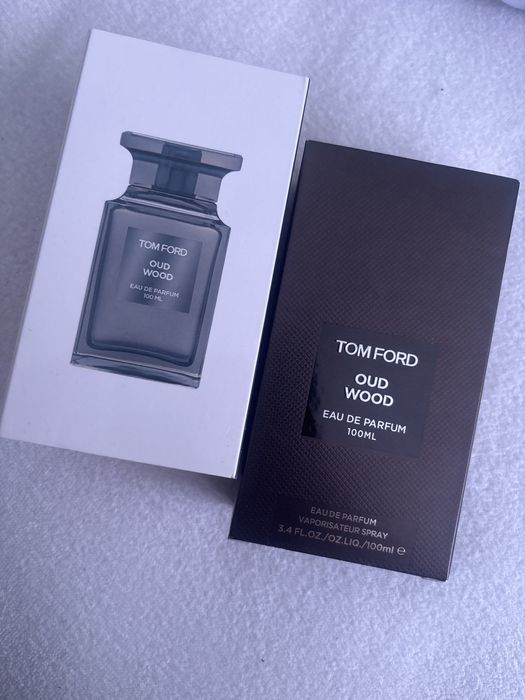 TOM FORD
OUD
WOOD
EAU DE PARFUM
100 ML
TOM FORD
OUD
WOOD
EAU DE PARFUM
100ML
EAU DE PARFUM
VAPORISATEUR SPRAY
3.4 FL.OZ./OZ.LIQ./100ml ℮